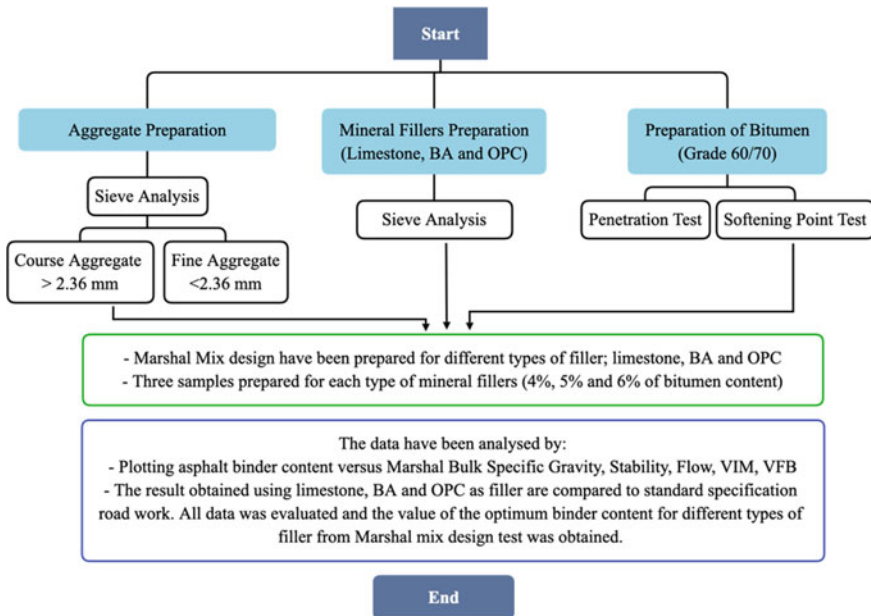 Start
Aggregate Preparation
Mineral Fillers Preparation
(Limestone, BA and OPC)
Preparation of Bitumen
(Grade 60/70)
Sieve Analysis
Sieve Analysis
Penetration Test
Softening Point Test
Course Aggregate
> 2.36 mm
Fine Aggregate
<2.36 mm
- Marshal Mix design have been prepared for different types of filler; limestone, BA and OPC
- Three samples prepared for each type of mineral fillers (4%, 5% and 6% of bitumen content)
The data have been analysed by:
- Plotting asphalt binder content versus Marshal Bulk Specific Gravity, Stability, Flow, VIM, VFB
- The result obtained using limestone, BA and OPC as filler are compared to standard specification
road work. All data was evaluated and the value of the optimum binder content for different types of
filler from Marshal mix design test was obtained.
End